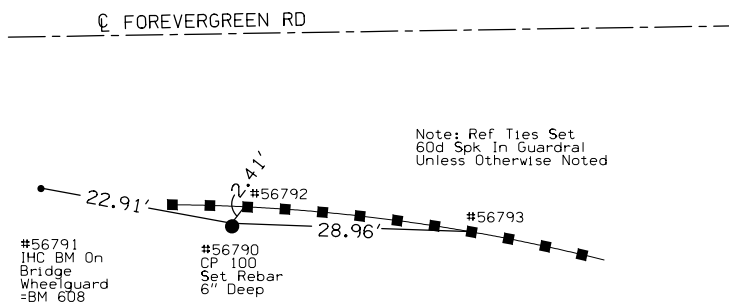 ℄ FOREVERGREEN RD
Note: Ref Ties Set
60d Spk In Guardral
Unless Otherwise Noted
2.41'
#56792
22.91'
#56793
28.96'
#56791
IHC BM On
Bridge
Wheelguard
=BM 608
#56790
CP 100
Set Rebar
6" Deep